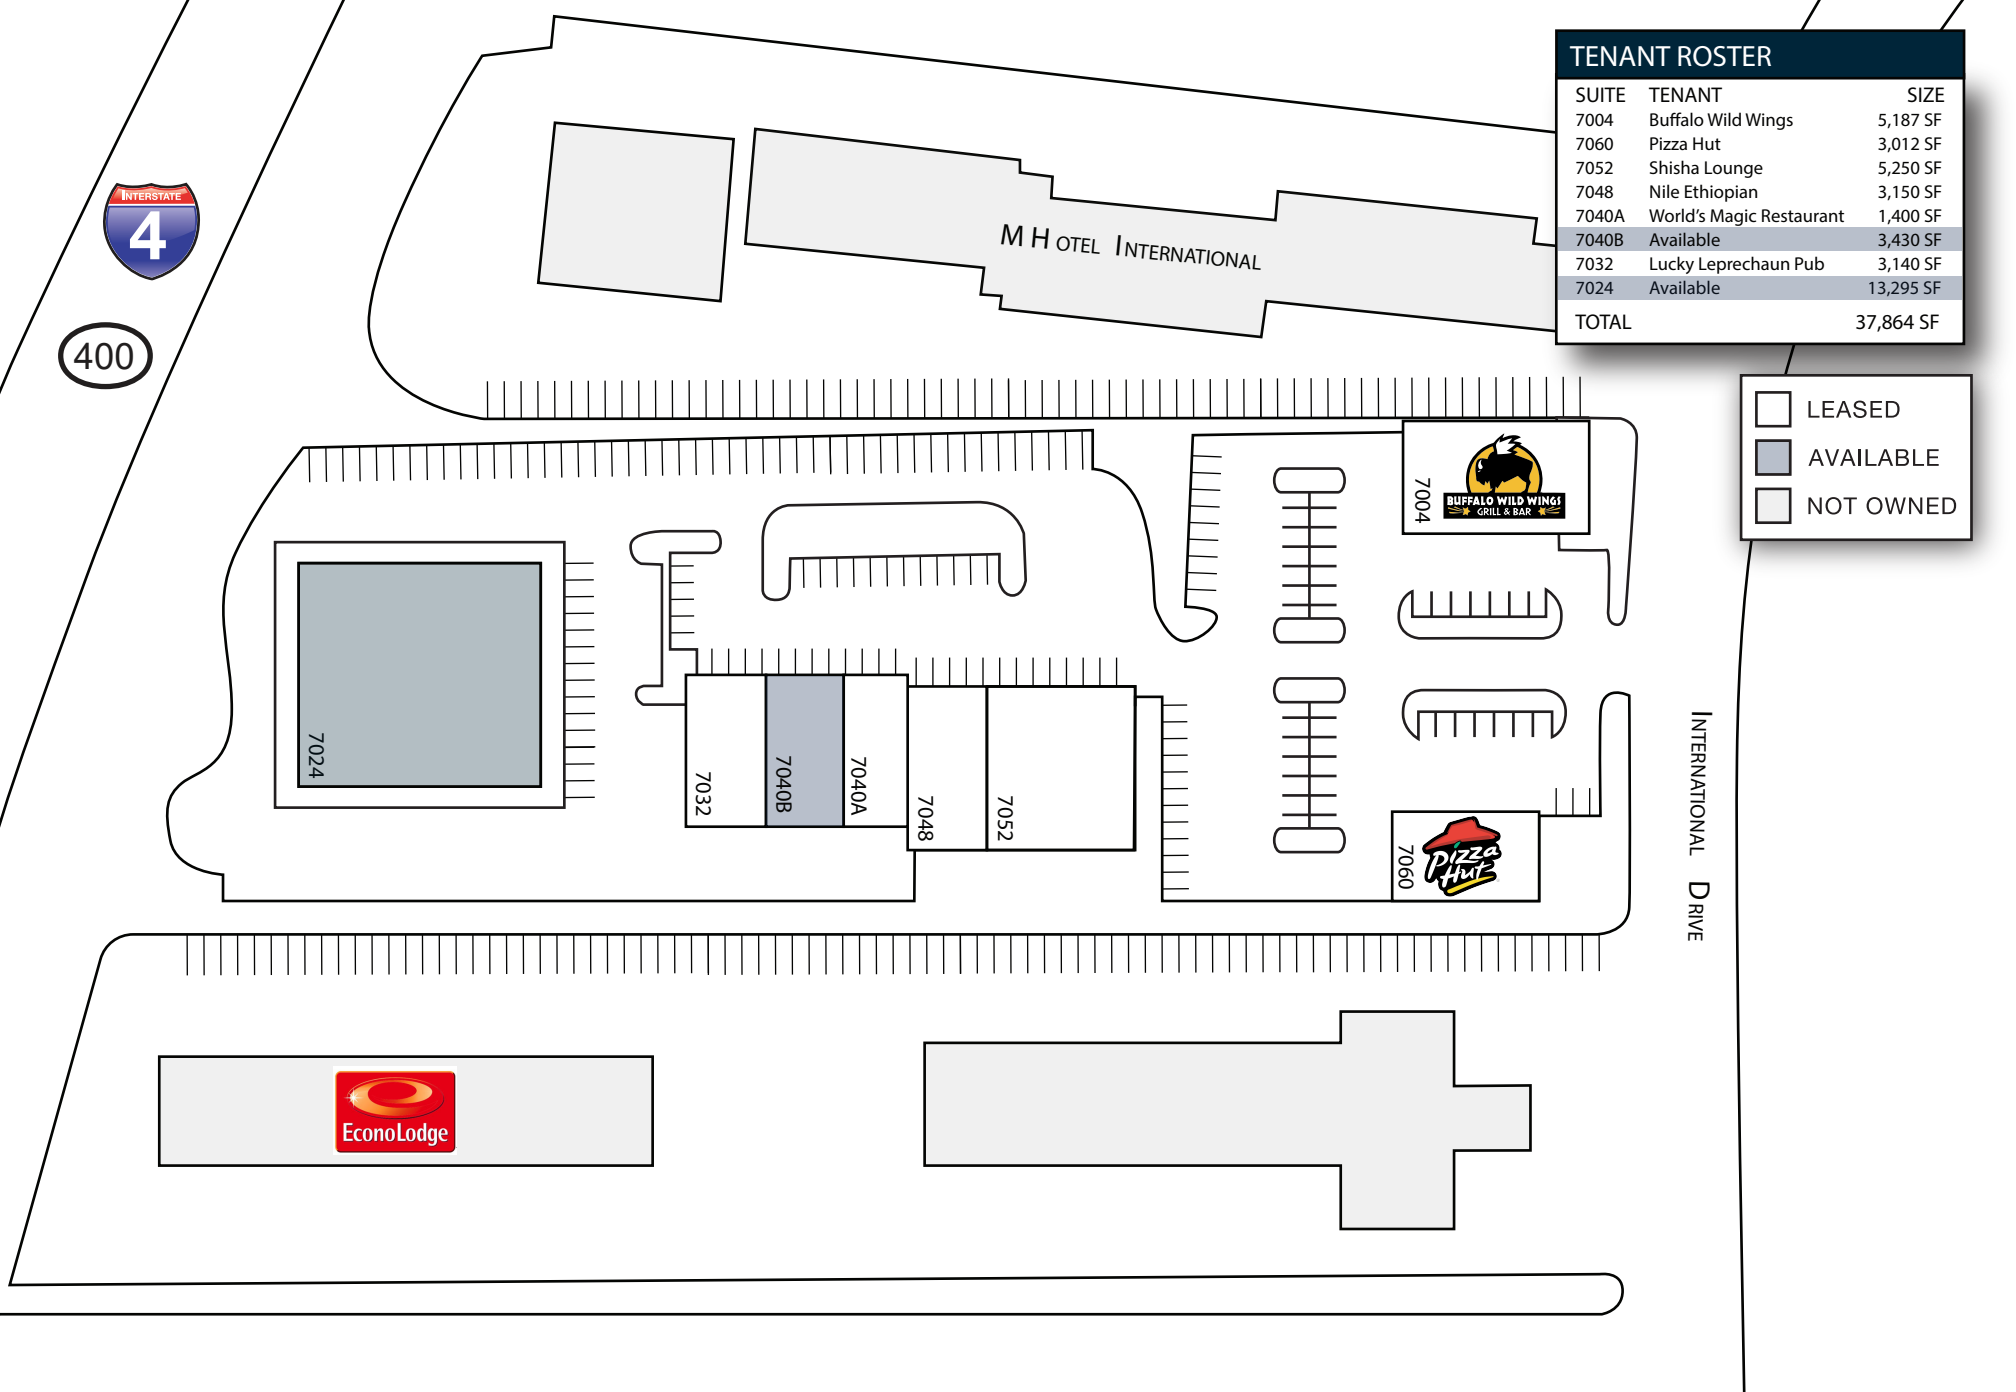 TENANT ROSTER
SUITE TENANT SIZE
7004 Buffalo Wild Wings 5,187 SF
7060 Pizza Hut 3,012 SF
7052 Shisha Lounge 5,250 SF
7048 Nile Ethiopian 3,150 SF
7040A World's Magic Restaurant 1,400 SF
7040B Available 3,430 SF
7032 Lucky Leprechaun Pub 3,140 SF
7024 Available 13,295 SF
TOTAL 37,864 SF
INTERSTATE
4
M HOTEL INTERNATIONAL
400
LEASED
AVAILABLE
NOT OWNED
7004
BUFFALO WILD WINGS
GRILL & BAR
7024
7032
7040B
7040A
7048
7052
7060
Pizza
Hut
INTERNATIONAL DRIVE
EconoLodge